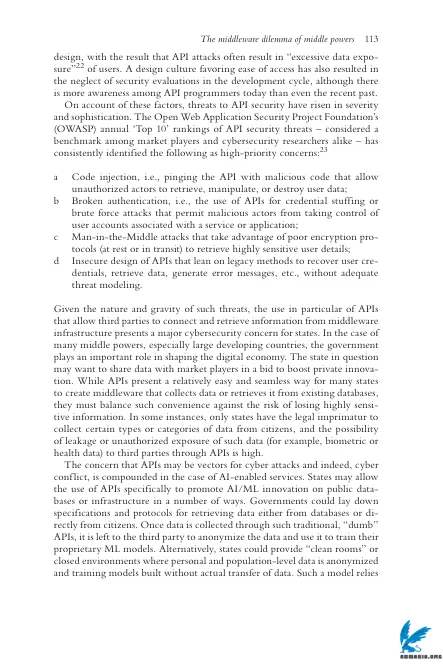 The middleware dilemma of middle powers 113
design, with the result that API attacks often result in “excessive data expo-
sure”22 of users. A design culture favoring ease of access has also resulted in
the neglect of security evaluations in the development cycle, although there
is more awareness among API programmers today than even the recent past.
On account of these factors, threats to API security have risen in severity
and sophistication. The Open Web Application Security Project Foundation’s
(OWASP) annual ‘Top 10’ rankings of API security threats – considered a
benchmark among market players and cybersecurity researchers alike – has
consistently identified the following as high-priority concerns:23
a Code injection, i.e., pinging the API with malicious code that allow
unauthorized actors to retrieve, manipulate, or destroy user data;
b Broken authentication, i.e., the use of APIs for credential stuffing or
brute force attacks that permit malicious actors from taking control of
user accounts associated with a service or application;
c Man-in-the-Middle attacks that take advantage of poor encryption pro-
tocols (at rest or in transit) to retrieve highly sensitive user details;
d Insecure design of APIs that lean on legacy methods to recover user cre-
dentials, retrieve data, generate error messages, etc., without adequate
threat modeling.
Given the nature and gravity of such threats, the use in particular of APIs
that allow third parties to connect and retrieve information from middleware
infrastructure presents a major cybersecurity concern for states. In the case of
many middle powers, especially large developing countries, the government
plays an important role in shaping the digital economy. The state in question
may want to share data with market players in a bid to boost private innova-
tion. While APIs present a relatively easy and seamless way for many states
to create middleware that collects data or retrieves it from existing databases,
they must balance such convenience against the risk of losing highly sensi-
tive information. In some instances, only states have the legal imprimatur to
collect certain types or categories of data from citizens, and the possibility
of leakage or unauthorized exposure of such data (for example, biometric or
health data) to third parties through APIs is high.
The concern that APIs may be vectors for cyber attacks and indeed, cyber
conflict, is compounded in the case of AI-enabled services. States may allow
the use of APIs specifically to promote AI/ML innovation on public data-
bases or infrastructure in a number of ways. Governments could lay down
specifications and protocols for retrieving data either from databases or di-
rectly from citizens. Once data is collected through such traditional, “dumb”
APIs, it is left to the third party to anonymize the data and use it to train their
proprietary ML models. Alternatively, states could provide “clean rooms” or
closed environments where personal and population-level data is anonymized
and training models built without actual transfer of data. Such a model relies